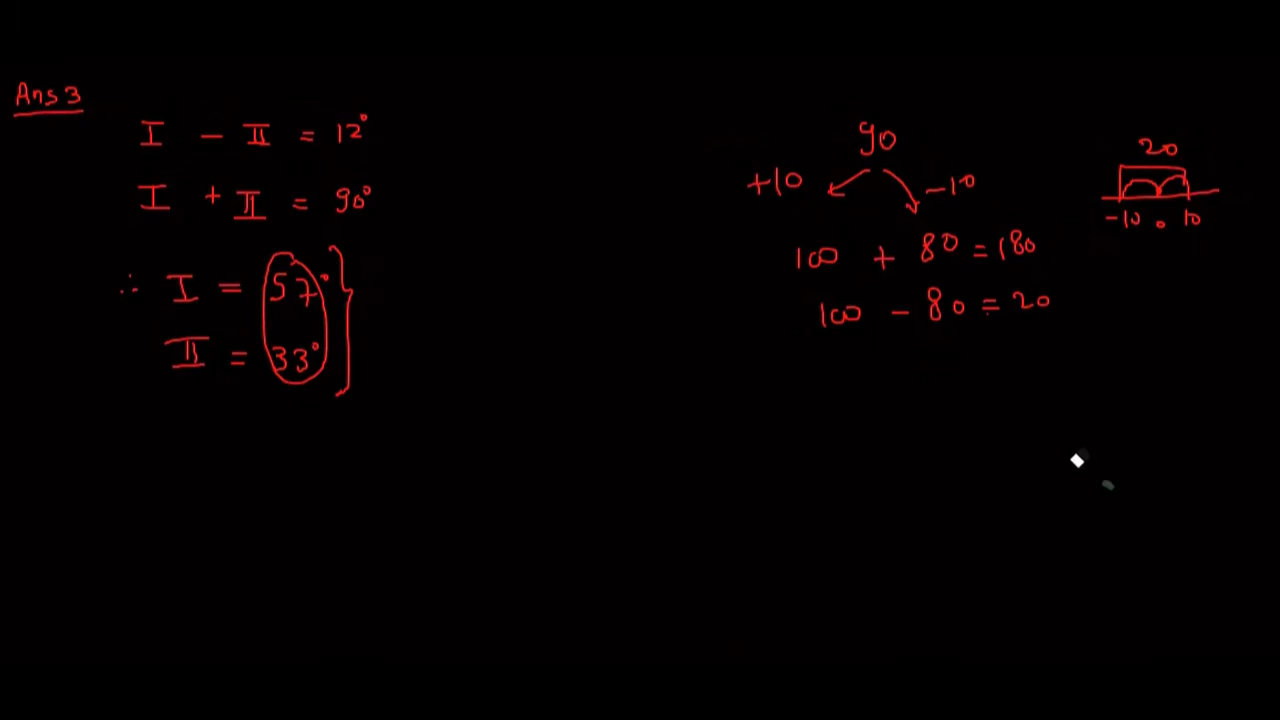 Ans 3
I - II = 12°
I + II = 90°
∴ I = 57°
II = 33°
90
+10 -10
100 + 80 = 180
100 - 80 = 20
20
-10 0 10